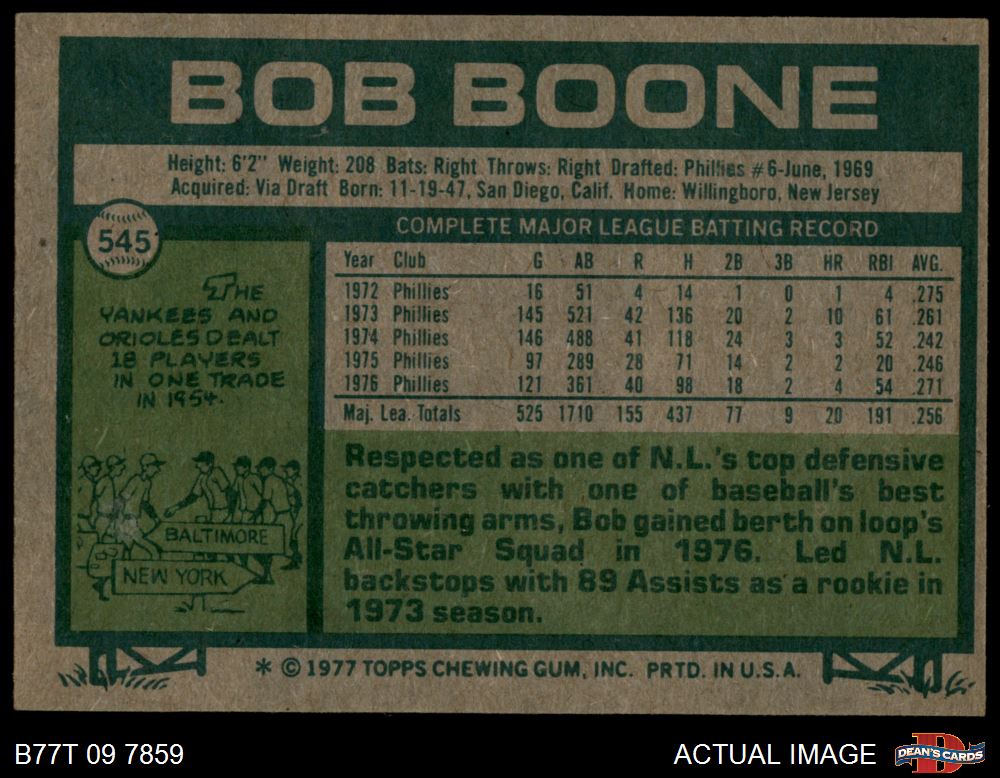 BOB BOONE
Height: 6'2" Weight: 208 Bats: Right Throws: Right Drafted: Phillies #6-June, 1969
Acquired: Via Draft Born: 11-19-47, San Diego, Calif. Home: Willingboro, New Jersey
545
THE
YANKEES AND
ORIOLES DEALT
18 PLAYERS
IN ONE TRADE
IN 1954.
BALTIMORE
NEW YORK
COMPLETE MAJOR LEAGUE BATTING RECORD
Year Club G AB R H 2B 3B HR RBI AVG.
1972 Phillies 16 51 4 14 1 0 1 4 .275
1973 Phillies 145 521 42 136 20 2 10 61 .261
1974 Phillies 146 488 41 118 24 3 3 52 .242
1975 Phillies 97 289 28 71 14 2 2 20 .246
1976 Phillies 121 361 40 98 18 2 4 54 .271
Maj. Lea. Totals 525 1710 155 437 77 9 20 191 .256
Respected as one of N.L.'s top defensive
catchers with one of baseball's best
throwing arms, Bob gained berth on loop's
All-Star Squad in 1976. Led N.L.
backstops with 89 Assists as a rookie in
1973 season.
* © 1977 TOPPS CHEWING GUM, INC. PRTD. IN U.S.A.
B77T 09 7859
ACTUAL IMAGE
DEAN'S CARDS